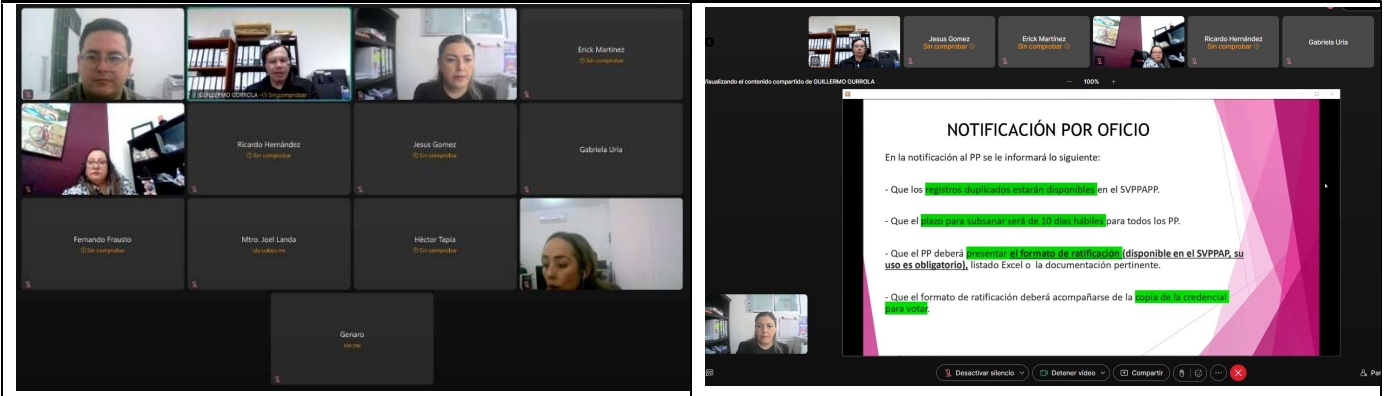 Erick Martinez
Sin comprobar
GUILLERMO GURROLA
Sin comprobar
Ricardo Hernández
Sin comprobar
Jesus Gomez
Sin comprobar
Gabriela Uria
Fernando Frausto
Sin comprobar
Mtro. Joel Landa
Héctor Tapia
Sin comprobar
Genaro
Jesus Gomez
Sin comprobar
Erick Martinez
Sin comprobar
Ricardo Hernández
Sin comprobar
Gabriela Uria
Visualizando el contenido compartido de GUILLERMO GURROLA
100%
NOTIFICACIÓN POR OFICIO
En la notificación al PP se le informará lo siguiente:
- Que los registros duplicados estarán disponibles en el SVPPAPP.
- Que el plazo para subsanar será de 10 días hábiles para todos los PP.
- Que el PP deberá presentar el formato de ratificación (disponible en el SVPPAP, su
uso es obligatorio), listado Excel o la documentación pertinente.
- Que el formato de ratificación deberá acompañarse de la copia de la credencial
para votar.
Desactivar silencio
Detener vídeo
Compartir
Par